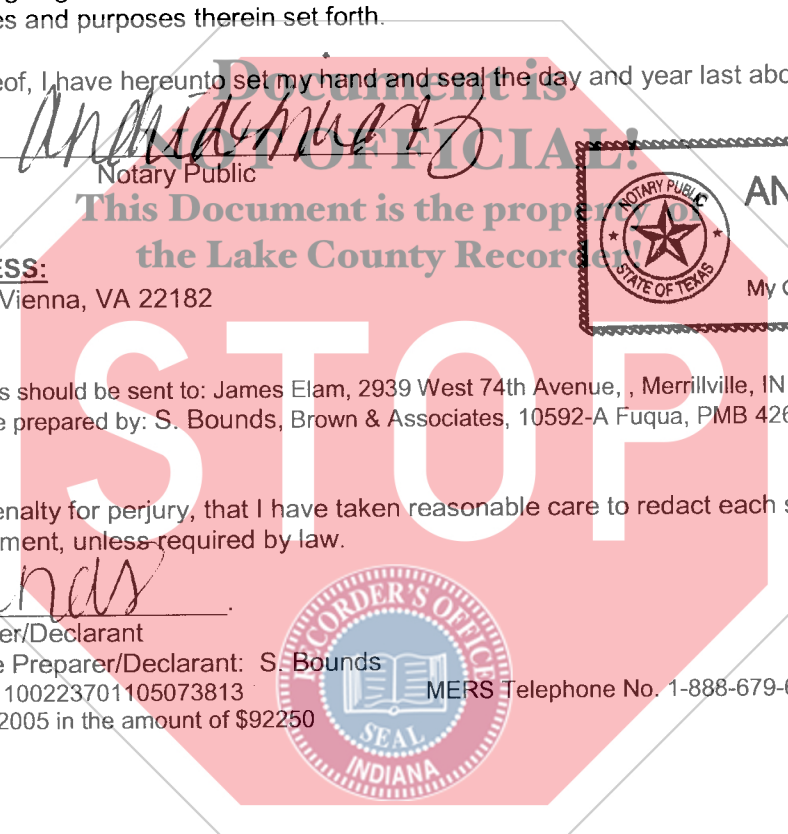 es and purposes therein set forth.
eof, I have hereunto set my hand and seal the day and year last abo
Document is
NOT OFFICIAL!
Notary Public
This Document is the property of
the Lake County Recorder!
NOTARY PUBLIC
STATE OF TEXAS
AN
My C
ESS:
Vienna, VA 22182
STOP
s should be sent to: James Elam, 2939 West 74th Avenue, , Merrillville, IN
e prepared by: S. Bounds, Brown & Associates, 10592-A Fuqua, PMB 426
enalty for perjury, that I have taken reasonable care to redact each s
ment, unless required by law.
nds
er/Declarant
e Preparer/Declarant: S. Bounds
100223701105073813 MERS Telephone No. 1-888-679-6
2005 in the amount of $92250
RECORDER'S OFFICE
SEAL
INDIANA